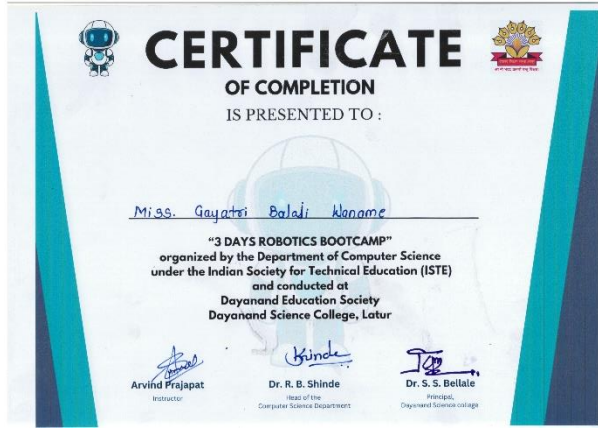 CERTIFICATE
OF COMPLETION
IS PRESENTED TO :
Miss. Gayatri Balaji Waname
"3 DAYS ROBOTICS BOOTCAMP"
organized by the Department of Computer Science
under the Indian Society for Technical Education (ISTE)
and conducted at
Dayanand Education Society
Dayanand Science College, Latur
Arvind Prajapat
Instructor
Dr. R. B. Shinde
Head of the
Computer Science Department
Dr. S. S. Bellale
Principal,
Dayanand Science college